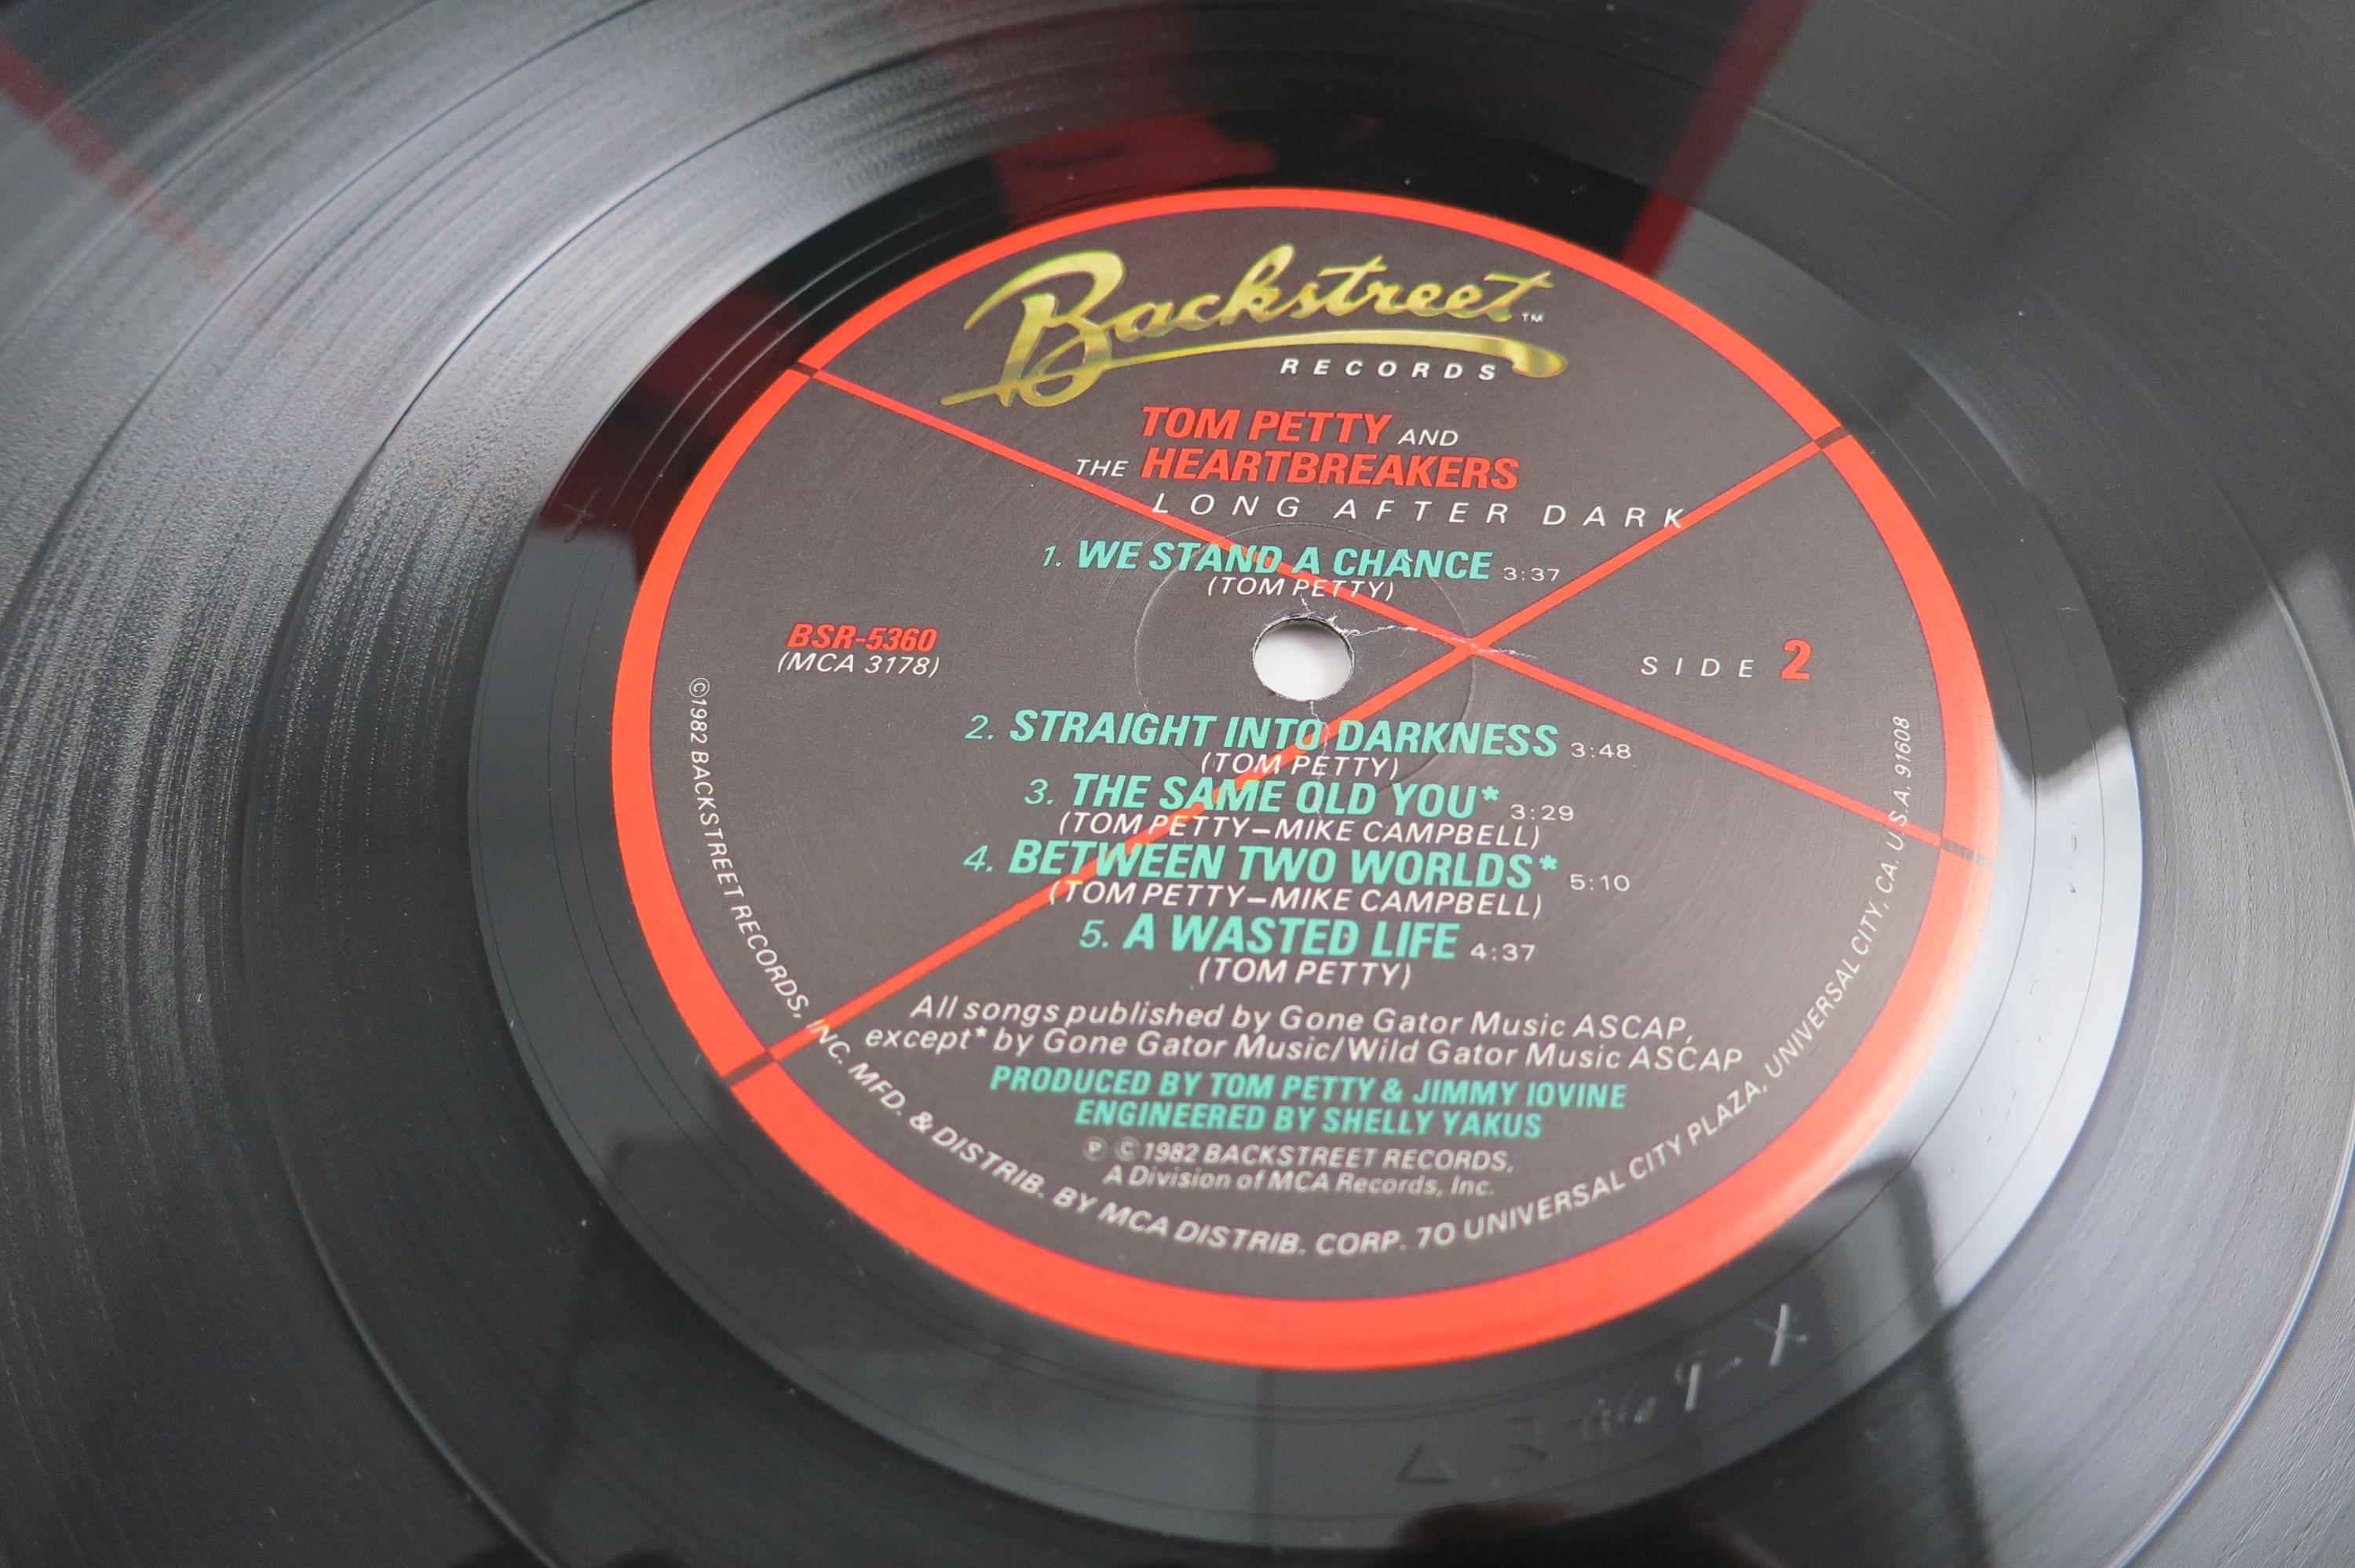 Backstreet™
RECORDS
TOM PETTY AND
THE HEARTBREAKERS
LONG AFTER DARK
1. WE STAND A CHANCE 3:37
(TOM PETTY)
BSR-5360
(MCA 3178)
SIDE 2
2. STRAIGHT INTO DARKNESS 3:48
(TOM PETTY)
3. THE SAME OLD YOU* 3:29
(TOM PETTY–MIKE CAMPBELL)
4. BETWEEN TWO WORLDS* 5:10
(TOM PETTY–MIKE CAMPBELL)
5. A WASTED LIFE 4:37
(TOM PETTY)
All songs published by Gone Gator Music ASCAP,
except* by Gone Gator Music/Wild Gator Music ASCAP
PRODUCED BY TOM PETTY & JIMMY IOVINE
ENGINEERED BY SHELLY YAKUS
℗ ©1982 BACKSTREET RECORDS,
A Division of MCA Records, Inc.
©1982 BACKSTREET RECORDS, INC. MFD. & DISTRIB. BY MCA DISTRIB. CORP. 70 UNIVERSAL CITY PLAZA, UNIVERSAL CITY, CA. U.S.A. 91608